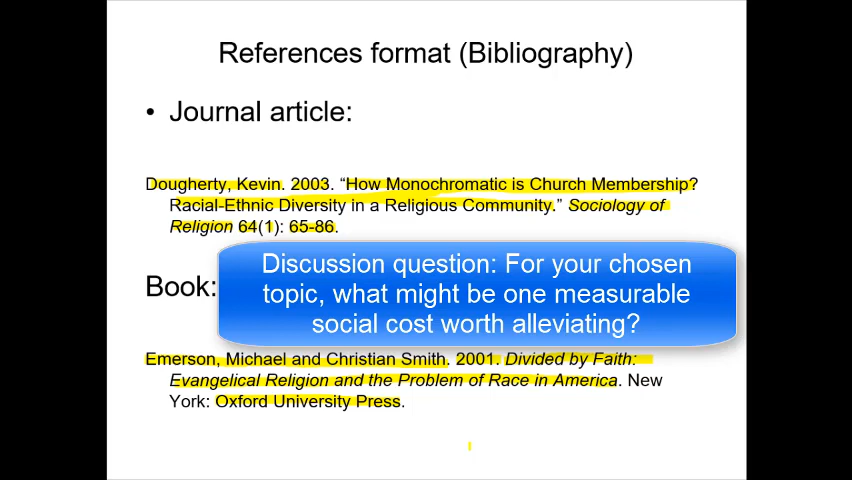 References format (Bibliography)
• Journal article:
Dougherty, Kevin. 2003. “How Monochromatic is Church Membership?
Racial-Ethnic Diversity in a Religious Community.” Sociology of
Religion 64(1): 65-86.
Book:
Discussion question: For your chosen
topic, what might be one measurable
social cost worth alleviating?
Emerson, Michael and Christian Smith. 2001. Divided by Faith:
Evangelical Religion and the Problem of Race in America. New
York: Oxford University Press.